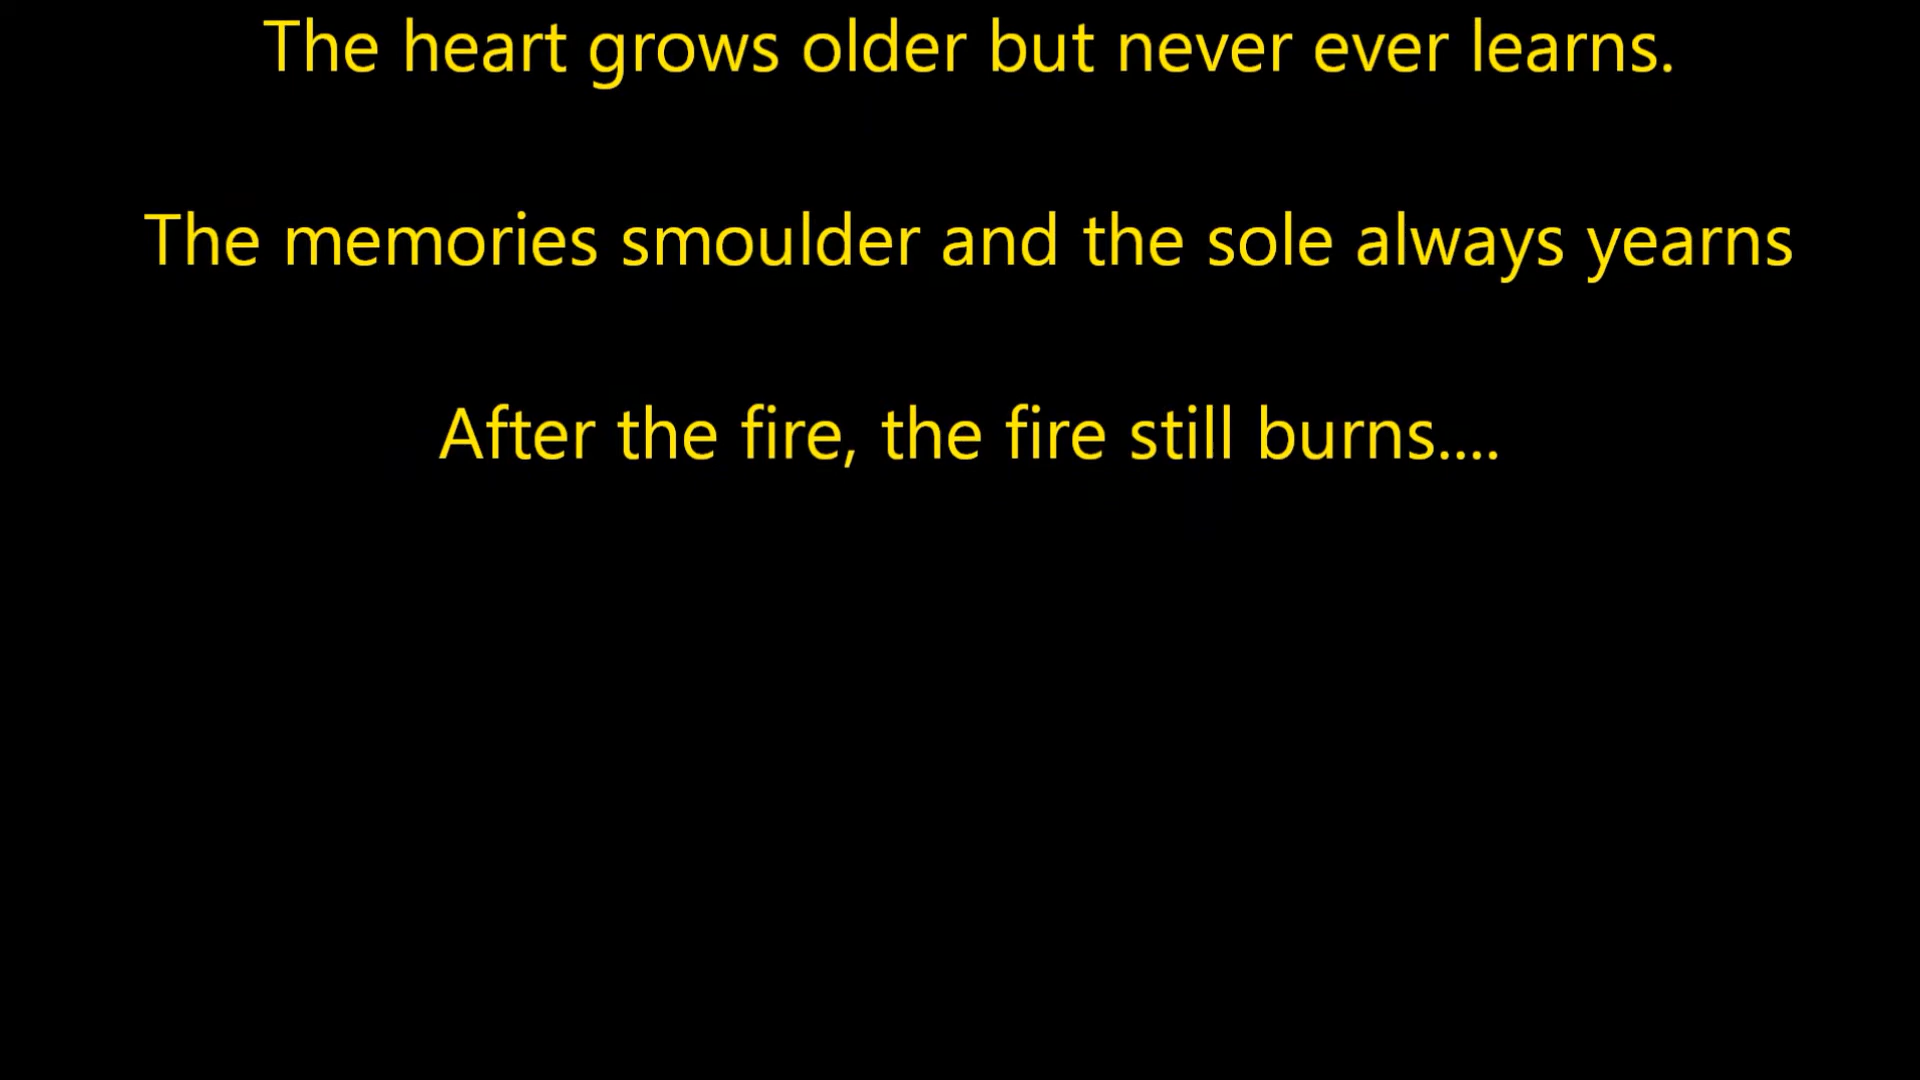 The heart grows older but never ever learns.
The memories smoulder and the sole always yearns
After the fire, the fire still burns....